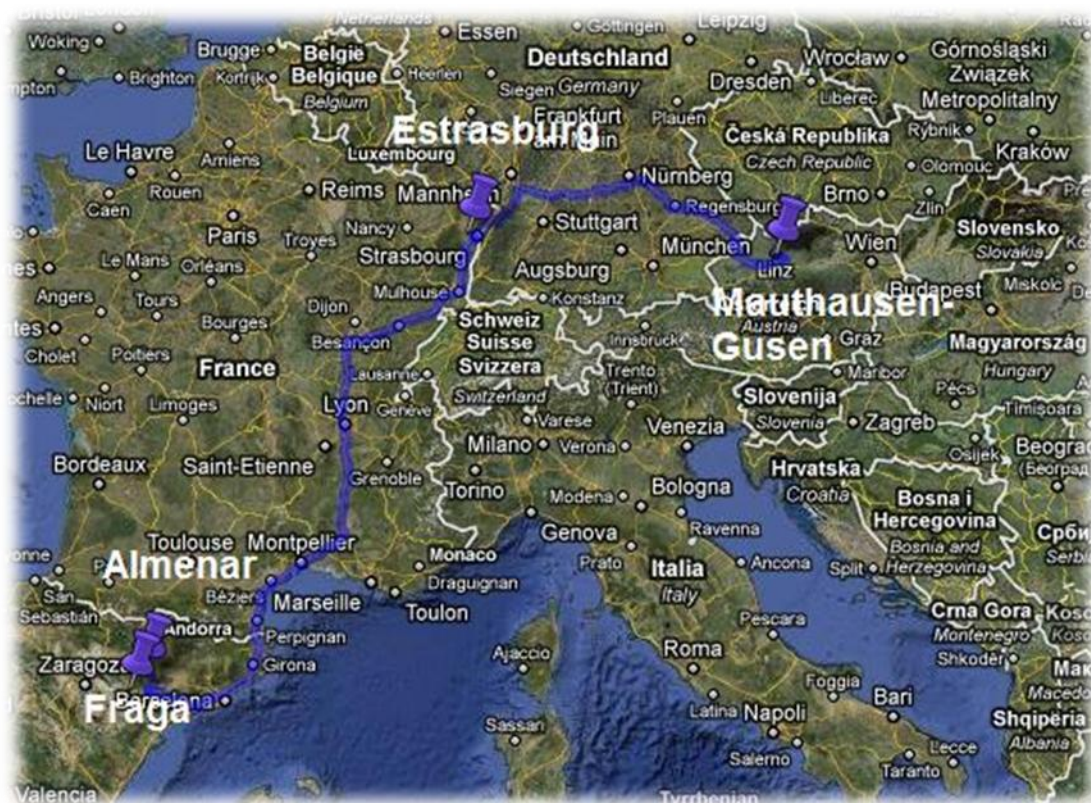 Bristol
Netherlands
Essen
Göttingen
Leipzig
Woking
Brugge
België
Belgique
Belgium
Deutschland
Germany
Wrocław
Górnośląski
Związek
Metropolitalny
Brighton
Kortrijk
Heerlen
Siegen
Dresden
Liberec
Estrasburg
Frankfurt
am Main
Plauen
Česká Republika
Czech Republic
Rybnik
Kraków
Le Havre
Amiens
Luxembourg
Olomouc
Rouen
Reims
Mannheim
Nürnberg
Brno
Zlín
Caen
Paris
Nancy
Stuttgart
Regensburg
Slovensko
Slovakia
Le Mans
Troyes
Strasbourg
München
Wien
Orléans
Augsburg
Linz
Miskolc
Angers
Tours
Mulhouse
Konstanz
Budapest
Mauthausen-
Gusen
Austria
Dijon
Bourges
Besançon
Schweiz
Suisse
Svizzera
Switzerland
Innsbruck
Graz
Magyarország
Hungary
Cholet
Poitiers
France
Lausanne
Trento
(Trient)
Maribor
Pécs
Niort
Limoges
Lyon
Genève
Varese
Slovenija
Slovenia
Zagreb
Timișoara
Milano
Verona
Venezia
Osijek
Bordeaux
Saint-Etienne
Grenoble
Torino
Modena
Bologna
Hrvatska
Croatia
Bosna i
Hercegovina
Bosnia and
Herzegovina
Genova
Ravenna
Toulouse
Montpellier
Monaco
Prato
Italia
Italy
Ancona
Split
Almenar
Béziers
Draguignan
San
Sebastián
Marseille
Toulon
Crna Gora
Montenegro
Andorra
Perpignan
Pescara
Shkodër
Zaragoza
Girona
Ajaccio
Roma
Foggia
Barcelona
Fraga
Latina
Napoli
Bari
Shqipëria
Albania
Sassari
Salerno
Lecce
Taranto
Valencia
Tyrrhenian